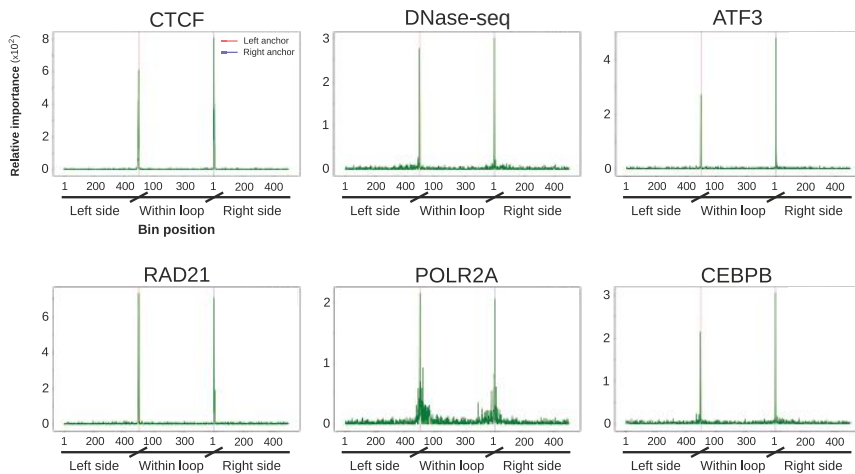 CTCF
DNase-seq
ATF3
Relative importance (x10²)
8
6
4
2
0
Left anchor
Right anchor
3
2
1
0
4
2
0
1 200 400 100 300 1 200 400
1 200 400 100 300 1 200 400
1 200 400 100 300 1 200 400
Left side Within loop Right side
Left side Within loop Right side
Left side Within loop Right side
Bin position
RAD21
POLR2A
CEBPB
6
4
2
0
2
1
0
3
2
1
0
1 200 400 100 300 1 200 400
1 200 400 100 300 1 200 400
1 200 400 100 300 1 200 400
Left side Within loop Right side
Left side Within loop Right side
Left side Within loop Right side